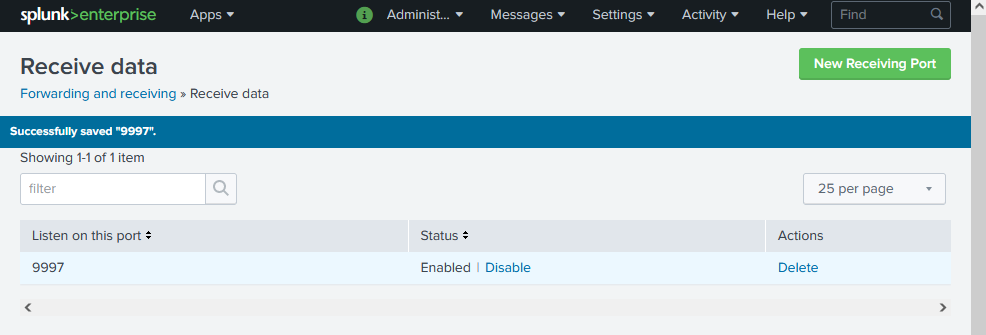 splunk>enterprise Apps Administ... Messages Settings Activity Help Find
Receive data
New Receiving Port
Forwarding and receiving » Receive data
Successfully saved "9997".
Showing 1-1 of 1 item
filter
25 per page
Listen on this port Status Actions
9997 Enabled | Disable Delete